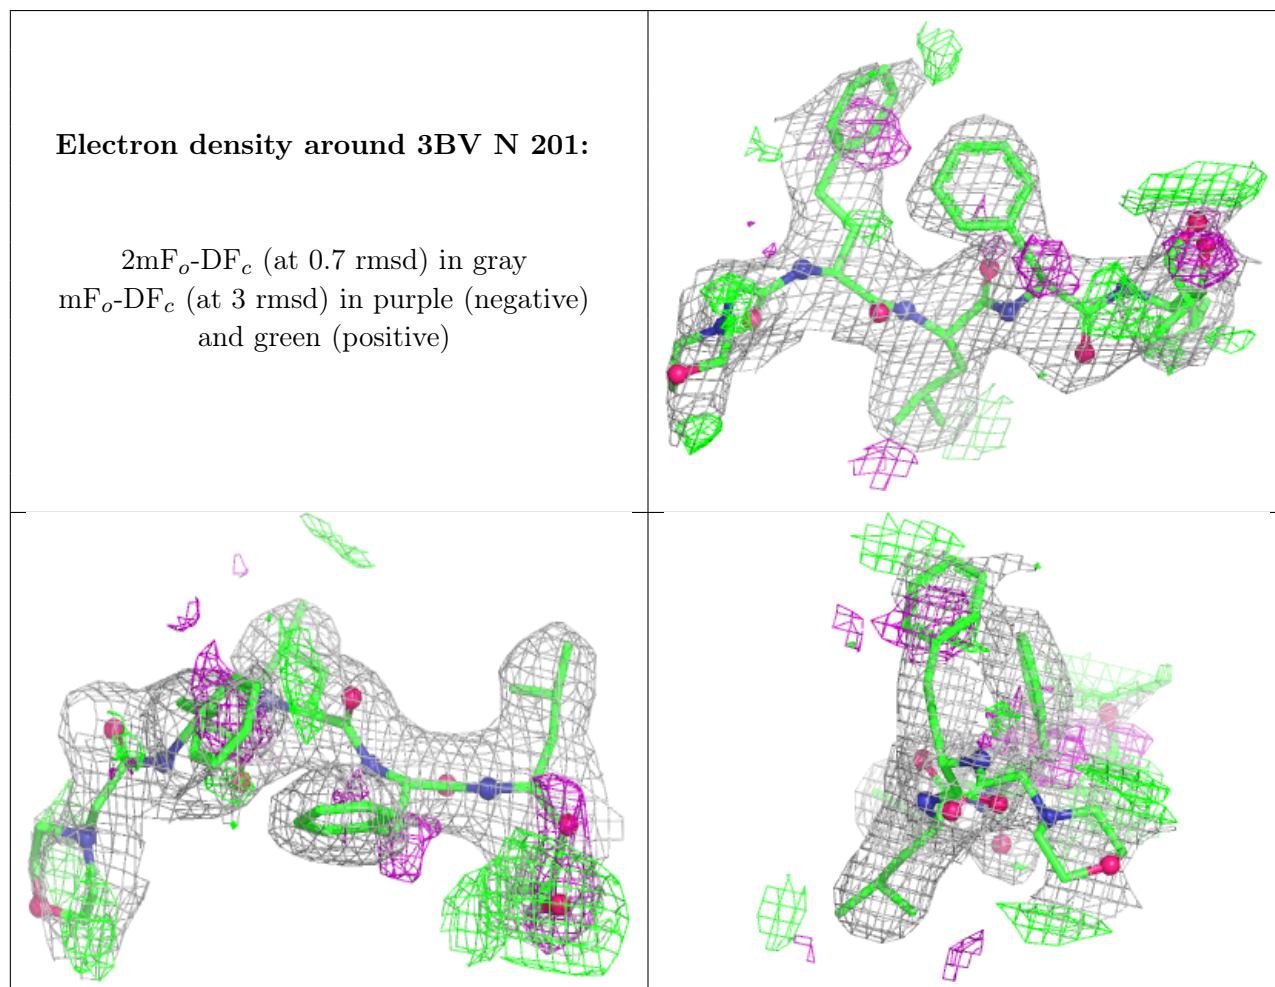 Electron density around 3BV N 201:
2mFo-DFc (at 0.7 rmsd) in gray
mFo-DFc (at 3 rmsd) in purple (negative)
and green (positive)